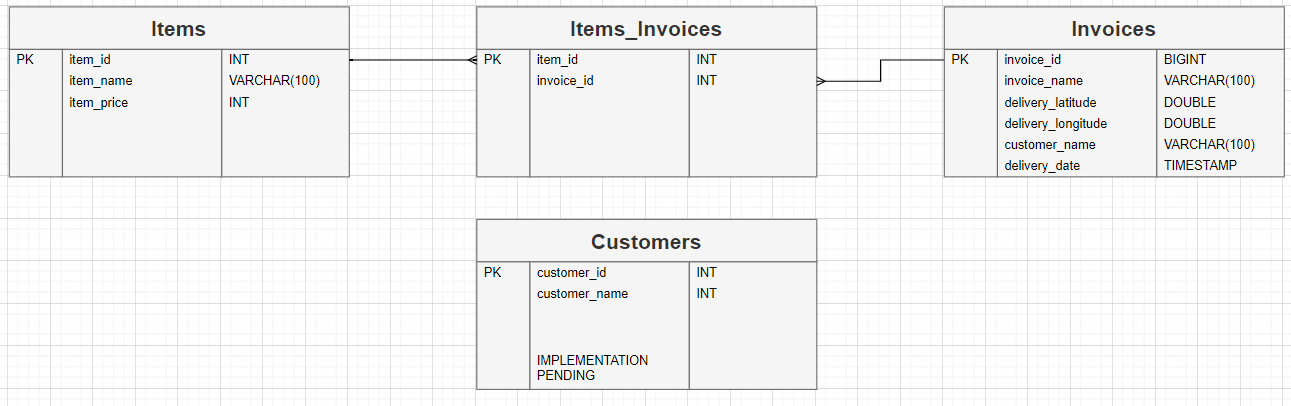 Items
PK item_id INT
item_name VARCHAR(100)
item_price INT
Items_Invoices
PK item_id INT
invoice_id INT
Invoices
PK invoice_id BIGINT
invoice_name VARCHAR(100)
delivery_latitude DOUBLE
delivery_longitude DOUBLE
customer_name VARCHAR(100)
delivery_date TIMESTAMP
Customers
PK customer_id INT
customer_name INT
IMPLEMENTATION
PENDING